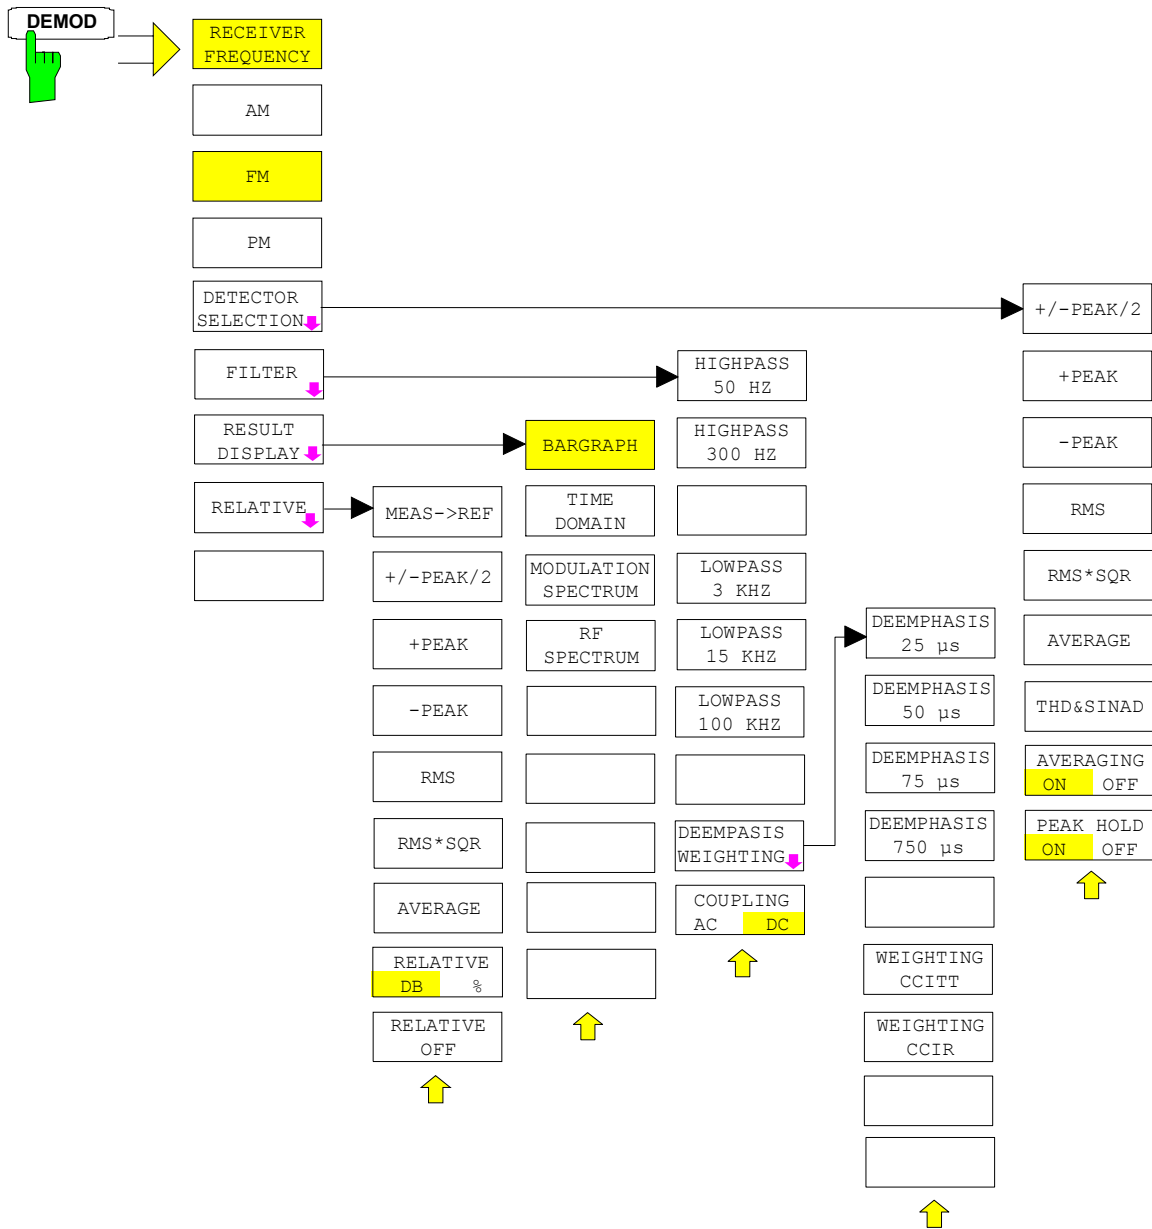 DEMOD
RECEIVER
FREQUENCY
AM
FM
PM
DETECTOR
SELECTION
FILTER
RESULT
DISPLAY
RELATIVE
MEAS->REF
+/-PEAK/2
+PEAK
-PEAK
RMS
RMS*SQR
AVERAGE
RELATIVE
DB %
RELATIVE
OFF
BARGRAPH
TIME
DOMAIN
MODULATION
SPECTRUM
RF
SPECTRUM
HIGHPASS
50 HZ
HIGHPASS
300 HZ
LOWPASS
3 KHZ
LOWPASS
15 KHZ
LOWPASS
100 KHZ
DEEMPASIS
WEIGHTING
COUPLING
AC DC
DEEMPHASIS
25 µs
DEEMPHASIS
50 µs
DEEMPHASIS
75 µs
DEEMPHASIS
750 µs
WEIGHTING
CCITT
WEIGHTING
CCIR
+/-PEAK/2
+PEAK
-PEAK
RMS
RMS*SQR
AVERAGE
THD&SINAD
AVERAGING
ON OFF
PEAK HOLD
ON OFF